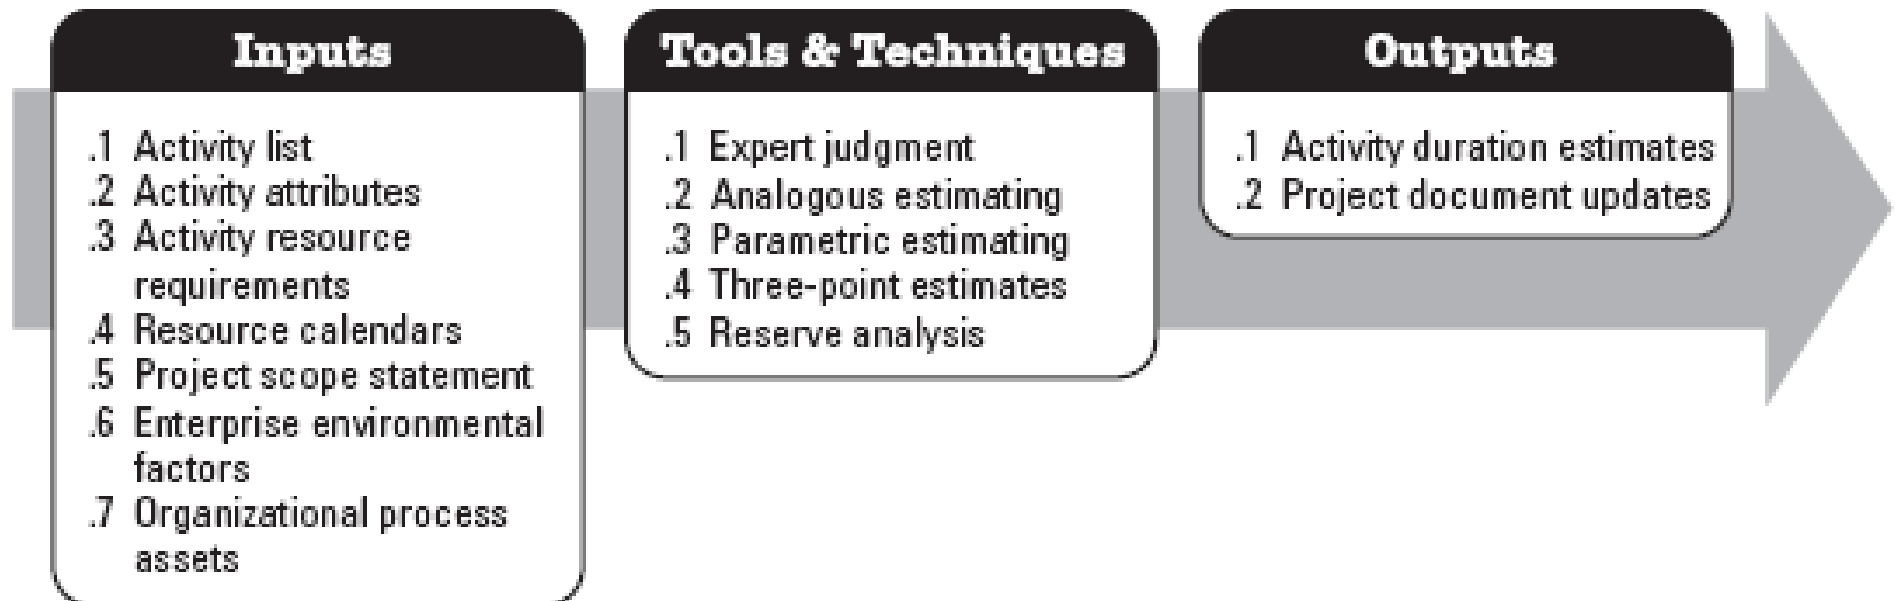 Inputs
.1 Activity list
.2 Activity attributes
.3 Activity resource
requirements
.4 Resource calendars
.5 Project scope statement
.6 Enterprise environmental
factors
.7 Organizational process
assets
Tools & Techniques
.1 Expert judgment
.2 Analogous estimating
.3 Parametric estimating
.4 Three-point estimates
.5 Reserve analysis
Outputs
.1 Activity duration estimates
.2 Project document updates